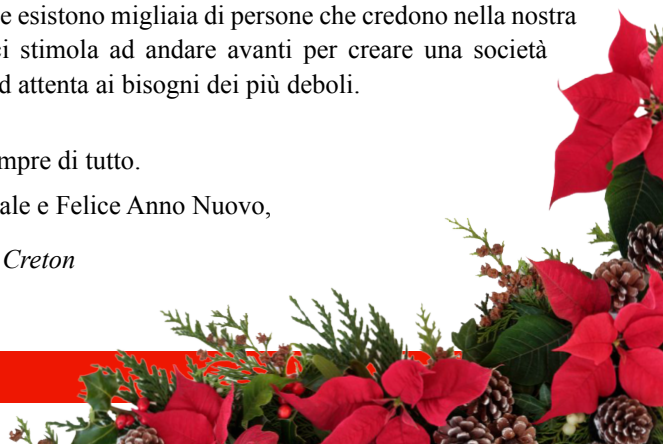 e esistono migliaia di persone che credono nella nostra
ci stimola ad andare avanti per creare una società
d attenta ai bisogni dei più deboli.
mpre di tutto.
ale e Felice Anno Nuovo,
Creton